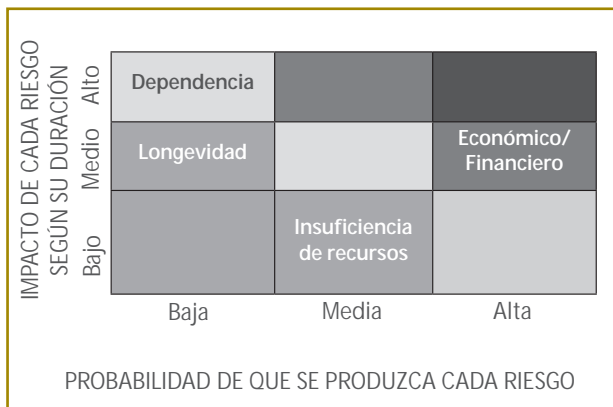 IMPACTO DE CADA RIESGO
SEGÚN SU DURACIÓN
Alto
Medio
Bajo
Dependencia
Longevidad
Económico/
Financiero
Insuficiencia
de recursos
Baja
Media
Alta
PROBABILIDAD DE QUE SE PRODUZCA CADA RIESGO